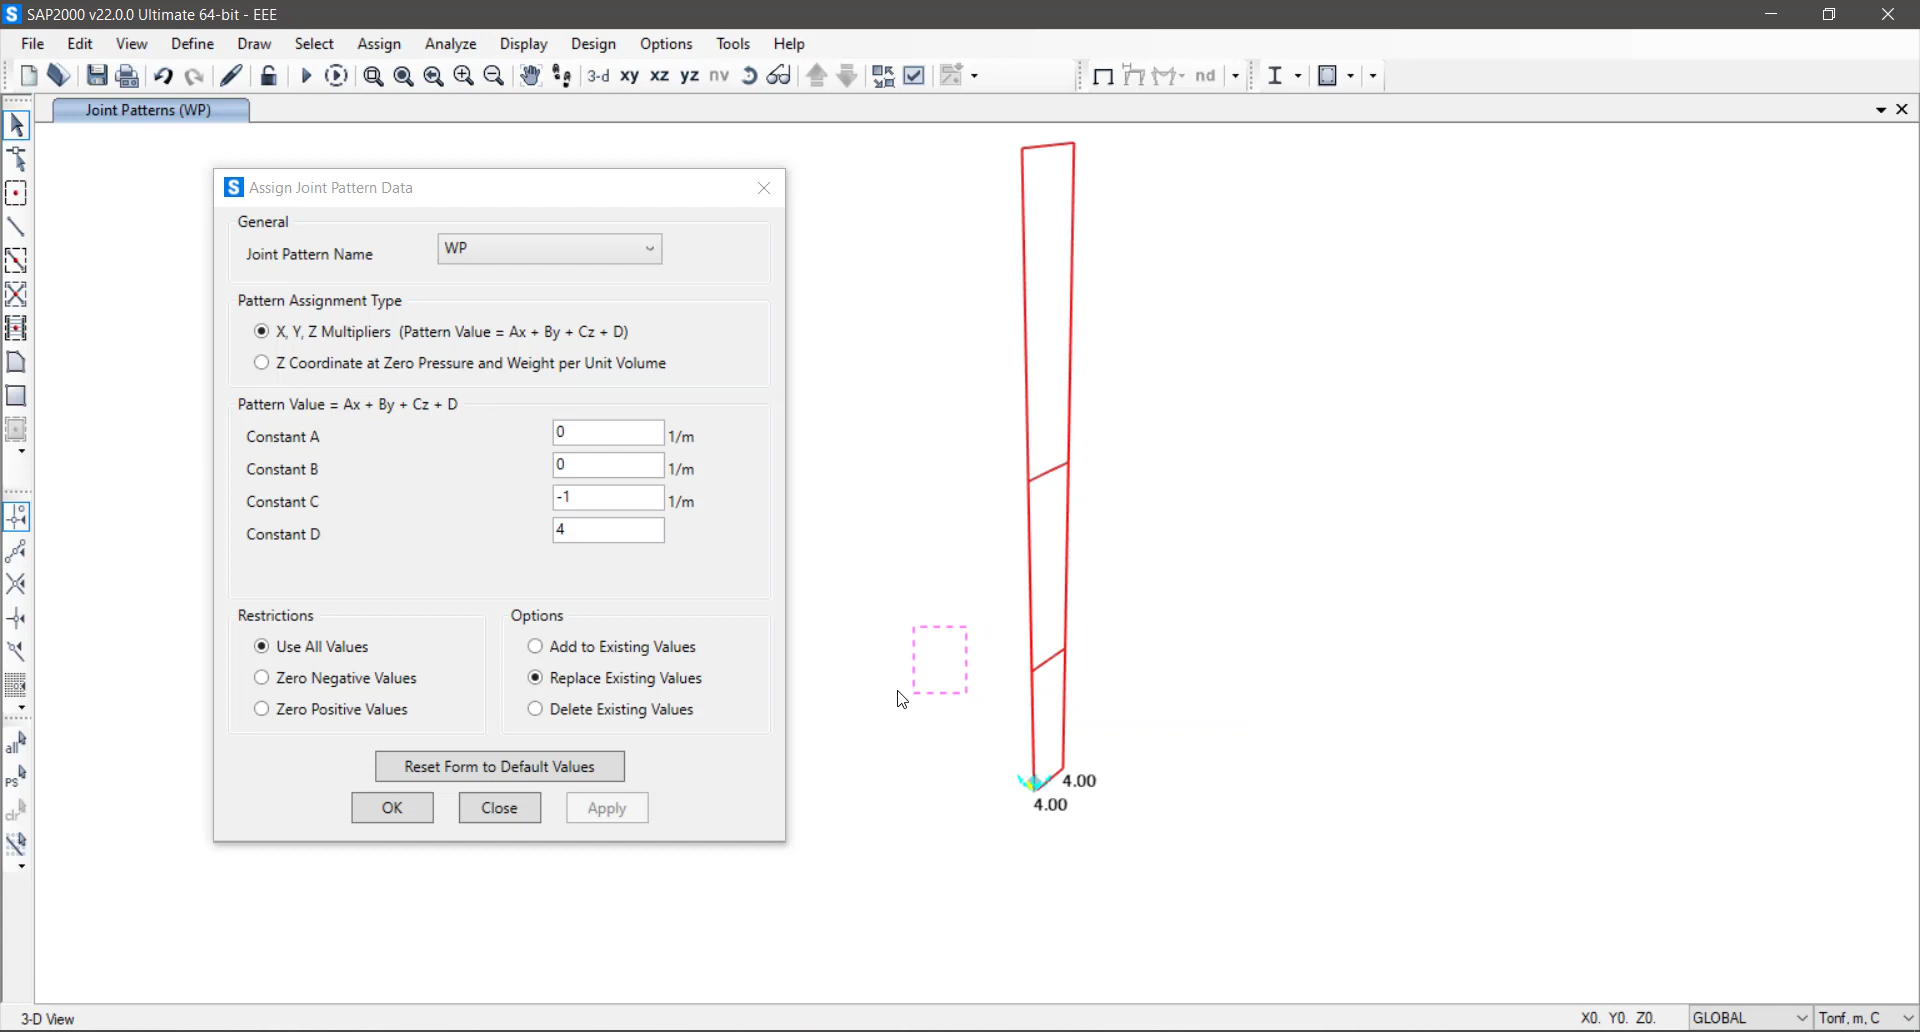 SAP2000 v22.0.0 Ultimate 64-bit - EEE
File Edit View Define Draw Select Assign Analyze Display Design Options Tools Help
3-d xy xz yz nv nd
Joint Patterns (WP)
Assign Joint Pattern Data
General
Joint Pattern Name WP
Pattern Assignment Type
X, Y, Z Multipliers (Pattern Value = Ax + By + Cz + D)
Z Coordinate at Zero Pressure and Weight per Unit Volume
Pattern Value = Ax + By + Cz + D
Constant A 0 1/m
Constant B 0 1/m
Constant C -1 1/m
Constant D 4
Restrictions
Use All Values
Zero Negative Values
Zero Positive Values
Options
Add to Existing Values
Replace Existing Values
Delete Existing Values
Reset Form to Default Values
OK Close Apply
4.00
4.00
all
PS
clr
3-D View
X0. Y0. Z0.
GLOBAL
Tonf, m, C